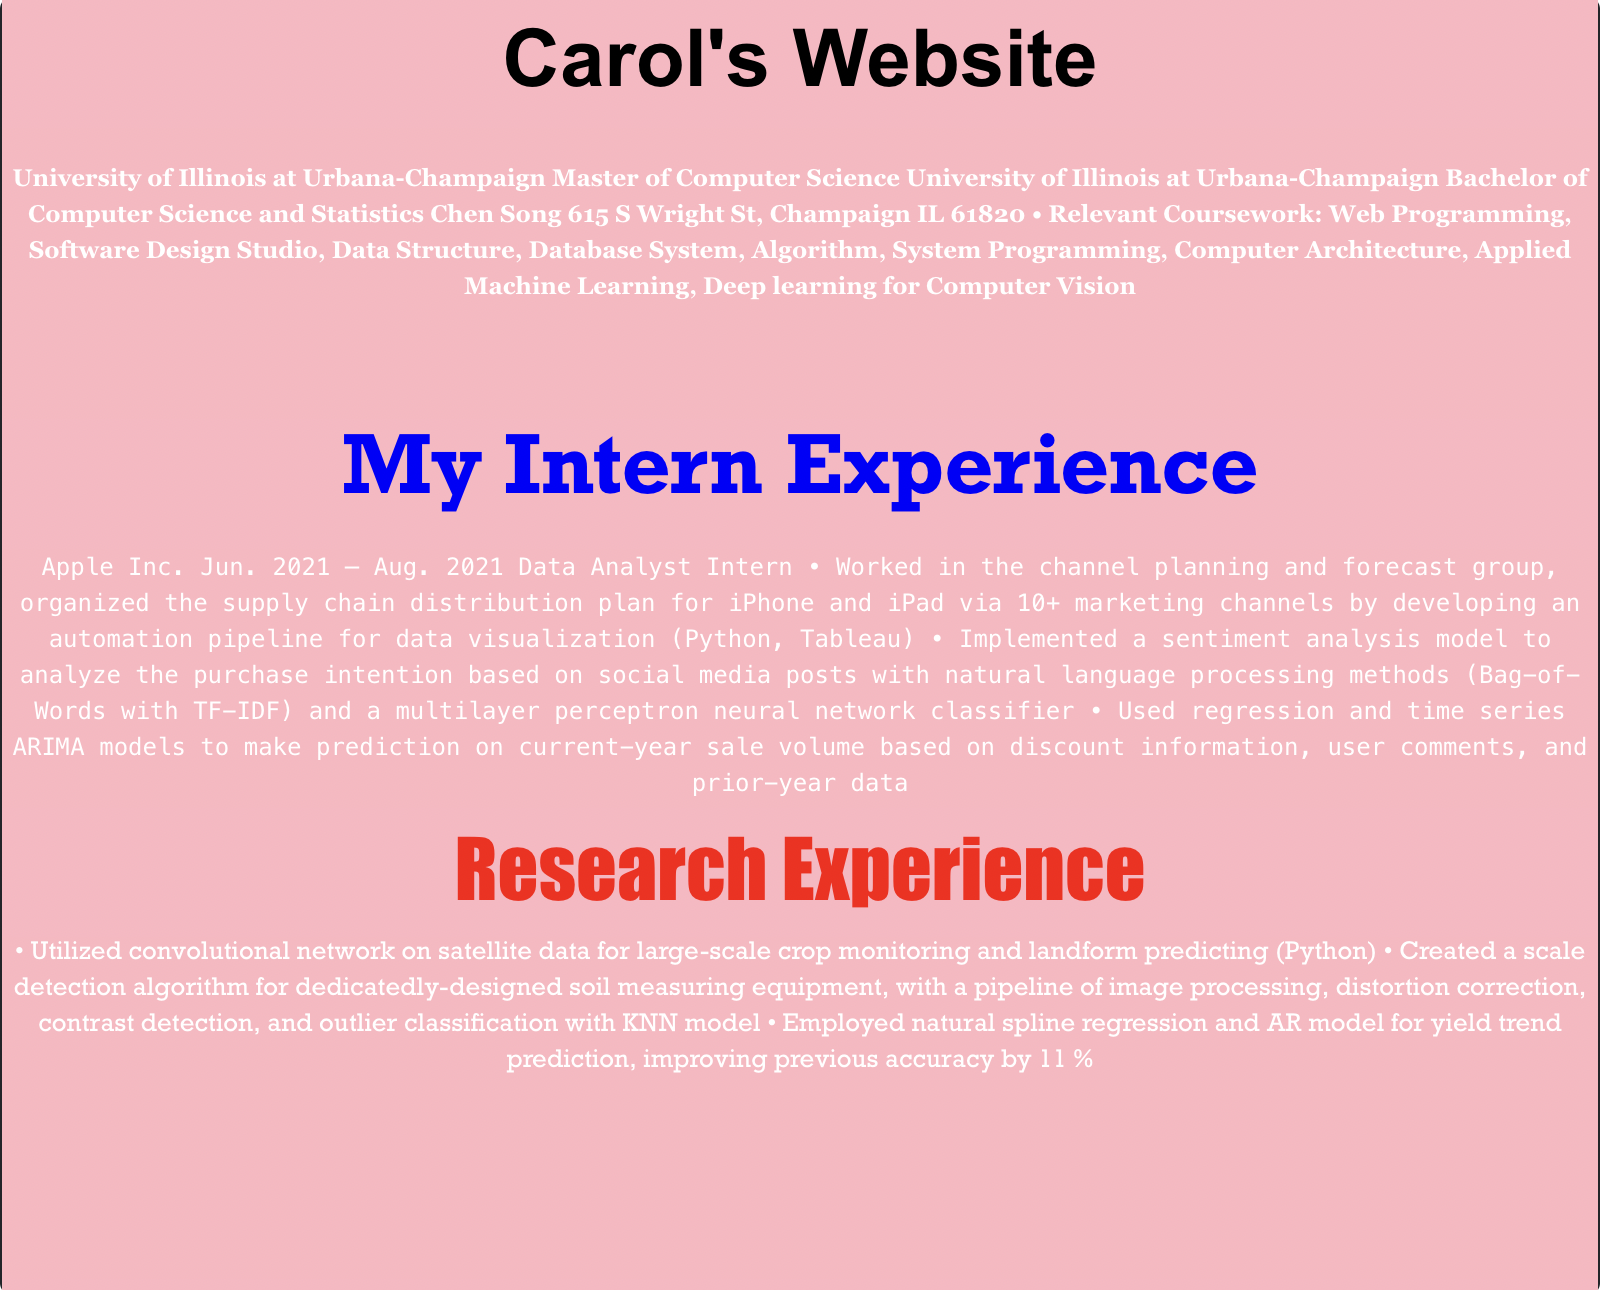 Carol's Website
University of Illinois at Urbana-Champaign Master of Computer Science University of Illinois at Urbana-Champaign Bachelor of
Computer Science and Statistics Chen Song 615 S Wright St, Champaign IL 61820 • Relevant Coursework: Web Programming,
Software Design Studio, Data Structure, Database System, Algorithm, System Programming, Computer Architecture, Applied
Machine Learning, Deep learning for Computer Vision
My Intern Experience
Apple Inc. Jun. 2021 – Aug. 2021 Data Analyst Intern • Worked in the channel planning and forecast group,
organized the supply chain distribution plan for iPhone and iPad via 10+ marketing channels by developing an
automation pipeline for data visualization (Python, Tableau) • Implemented a sentiment analysis model to
analyze the purchase intention based on social media posts with natural language processing methods (Bag-of-
Words with TF-IDF) and a multilayer perceptron neural network classifier • Used regression and time series
ARIMA models to make prediction on current-year sale volume based on discount information, user comments, and
prior-year data
Research Experience
• Utilized convolutional network on satellite data for large-scale crop monitoring and landform predicting (Python) • Created a scale
detection algorithm for dedicatedly-designed soil measuring equipment, with a pipeline of image processing, distortion correction,
contrast detection, and outlier classification with KNN model • Employed natural spline regression and AR model for yield trend
prediction, improving previous accuracy by 11 %